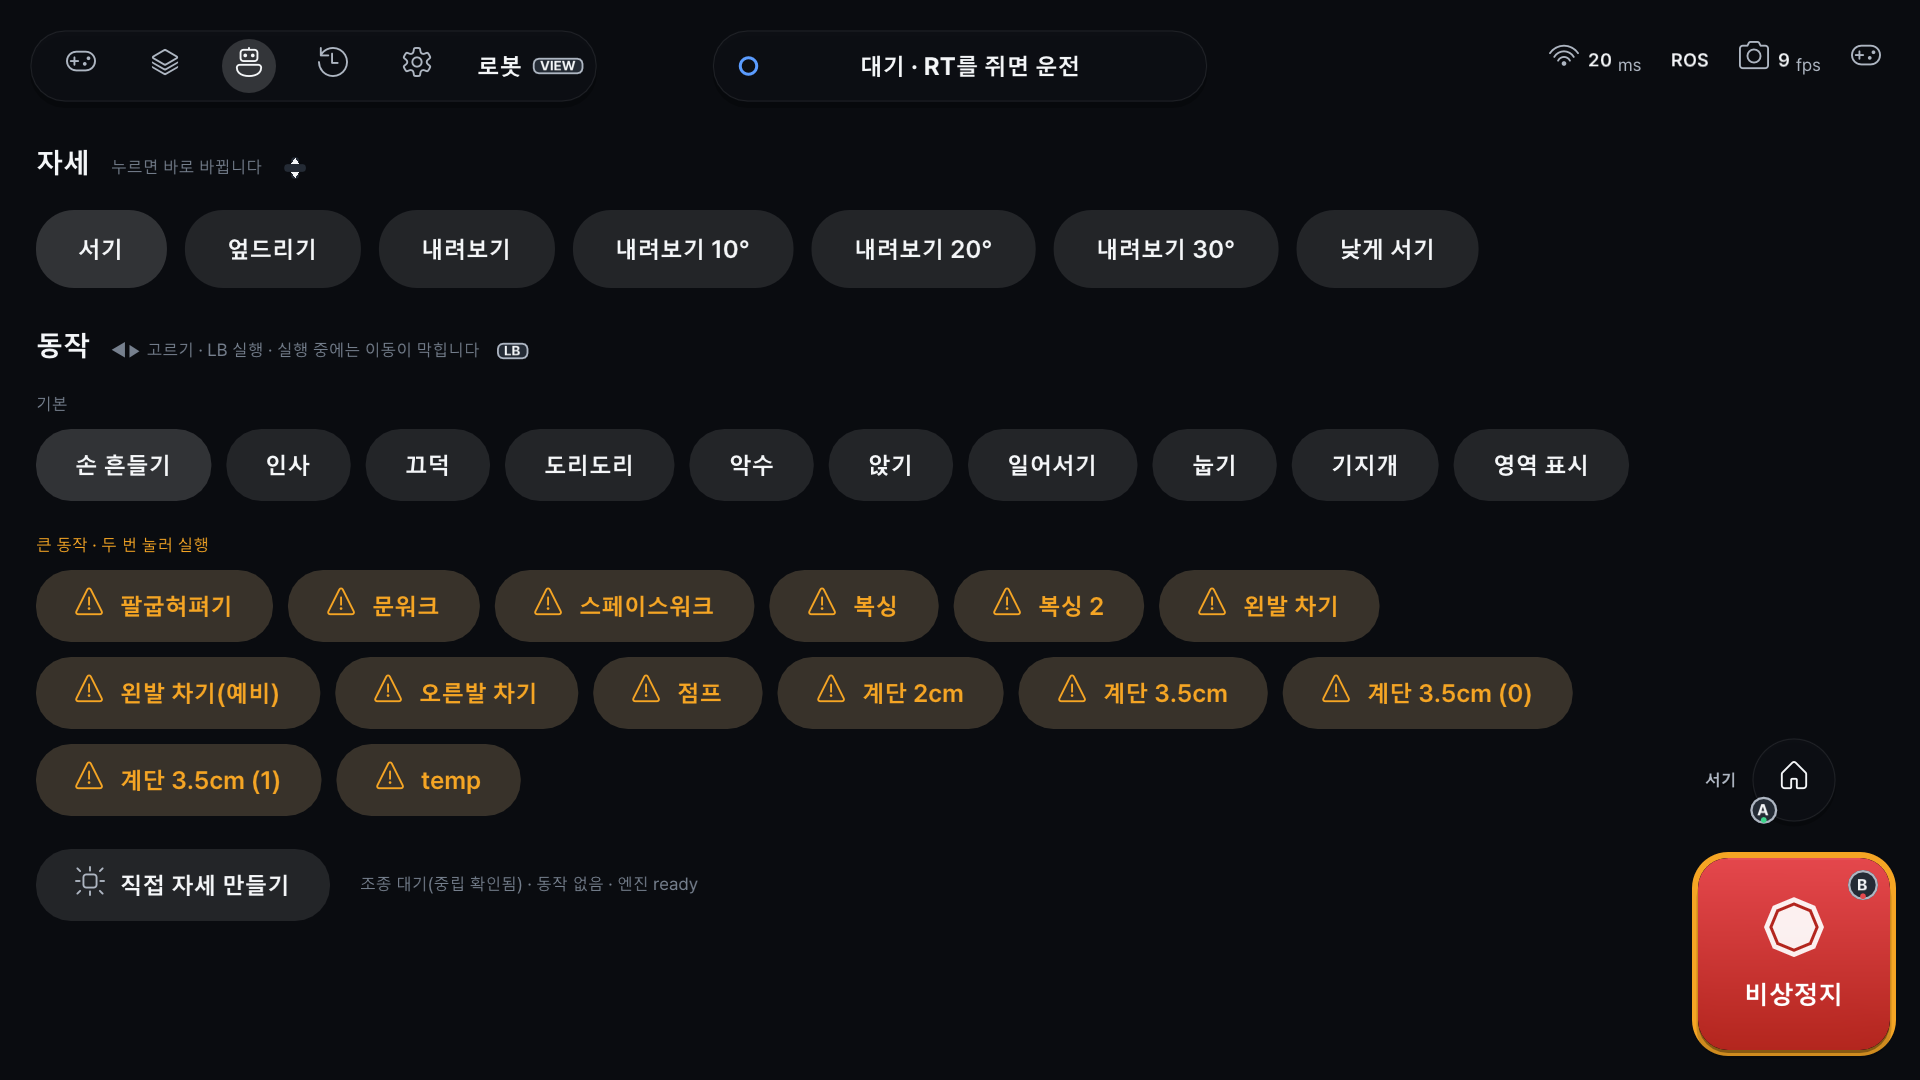 로봇 VIEW
대기 · RT를 쥐면 운전
20 ms ROS 9 fps
자세 누르면 바로 바뀝니다
서기 엎드리기 내려보기 내려보기 10° 내려보기 20° 내려보기 30° 낮게 서기
동작 ◀▶ 고르기 · LB 실행 · 실행 중에는 이동이 막힙니다 LB
기본
손 흔들기 인사 끄덕 도리도리 악수 앉기 일어서기 눕기 기지개 영역 표시
큰 동작 · 두 번 눌러 실행
팔굽혀펴기 문워크 스페이스워크 복싱 복싱 2 왼발 차기
왼발 차기(예비) 오른발 차기 점프 계단 2cm 계단 3.5cm 계단 3.5cm (0)
계단 3.5cm (1) temp
서기 A
직접 자세 만들기 조종 대기(중립 확인됨) · 동작 없음 · 엔진 ready
B
비상정지